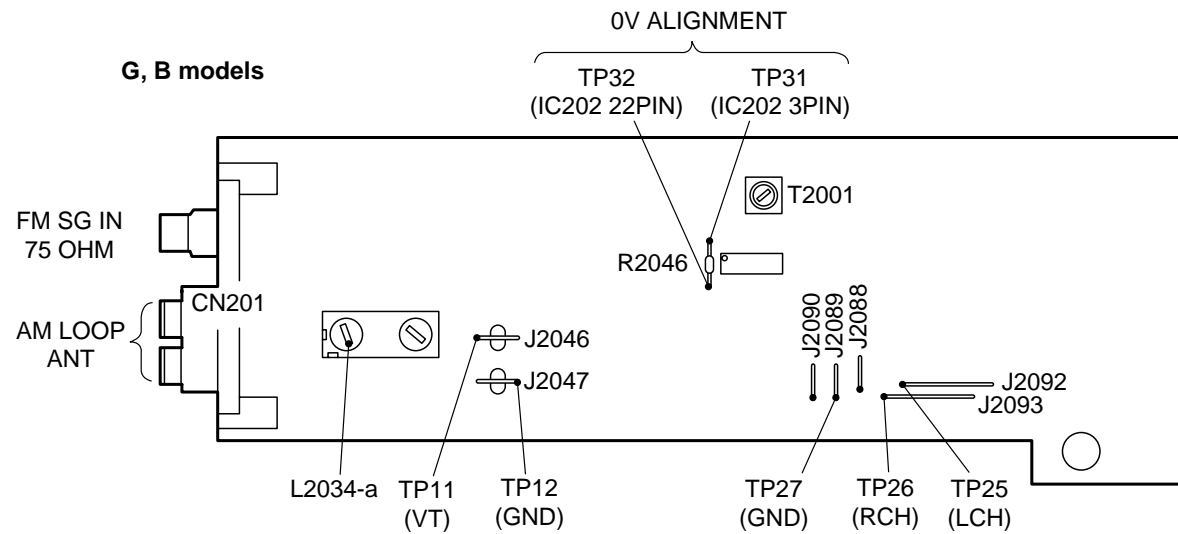 0V ALIGNMENT
G, B models
TP32
(IC202 22PIN)
TP31
(IC202 3PIN)
T2001
FM SG IN
75 OHM
R2046
CN201
AM LOOP
ANT
J2046
J2047
J2090
J2089
J2088
J2092
J2093
L2034-a
TP11
(VT)
TP12
(GND)
TP27
(GND)
TP26
(RCH)
TP25
(LCH)